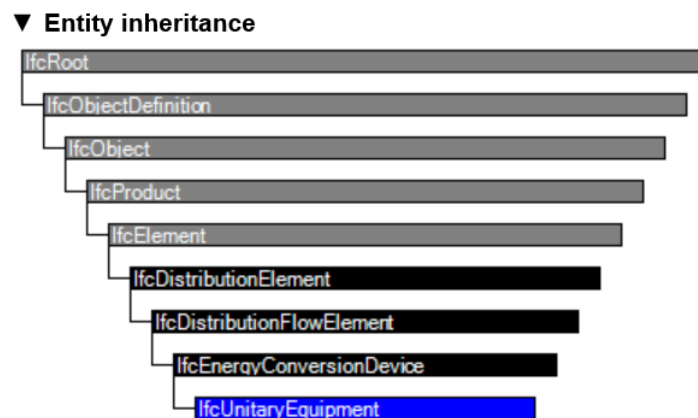 ▼ Entity inheritance
IfcRoot
IfcObjectDefinition
IfcObject
IfcProduct
IfcElement
IfcDistributionElement
IfcDistributionFlowElement
IfcEnergyConversionDevice
IfcUnitaryEquipment